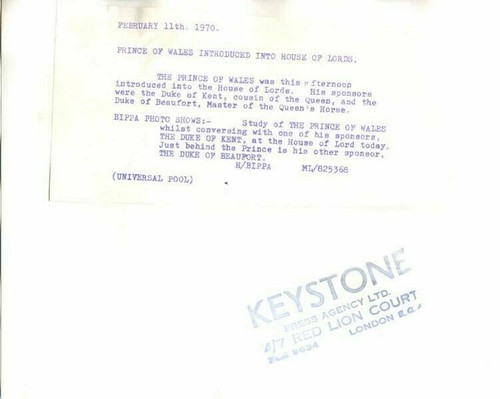 FEBRUARY 11th. 1970.
PRINCE OF WALES INTRODUCED INTO HOUSE OF LORDS.
THE PRINCE OF WALES was this afternoon
introduced into the House of Lords. His sponsors
were the Duke of Kent, cousin of the Queen, and the
Duke of Beaufort, Master of the Queen's Horse.
BIPPA PHOTO SHOWS:- Study of THE PRINCE OF WALES
whilst conversing with one of his sponsors,
THE DUKE OF KENT, at the House of Lord today.
Just behind the Prince is his other sponsor,
THE DUKE OF BEAUFORT.
H/BIPPA ML/825368
(UNIVERSAL POOL)
KEYSTONE
PRESS AGENCY LTD.
RED LION COURT
LONDON E.C.4